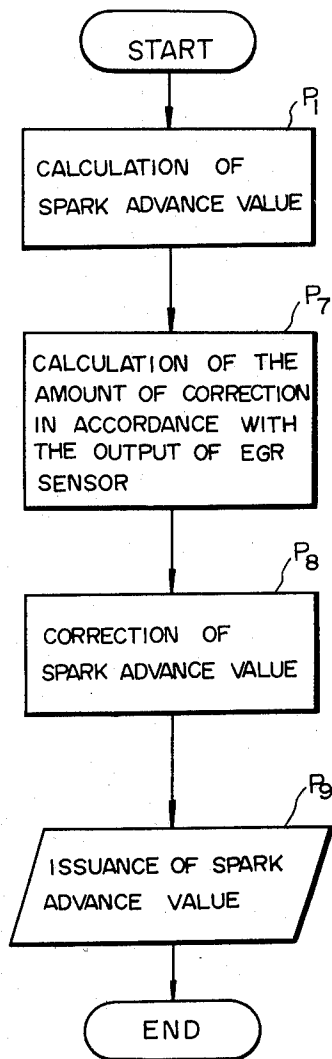 START
P1
CALCULATION OF
SPARK ADVANCE VALUE
P7
CALCULATION OF THE
AMOUNT OF CORRECTION
IN ACCORDANCE WITH
THE OUTPUT OF EGR
SENSOR
P8
CORRECTION OF
SPARK ADVANCE VALUE
P9
ISSUANCE OF SPARK
ADVANCE VALUE
END